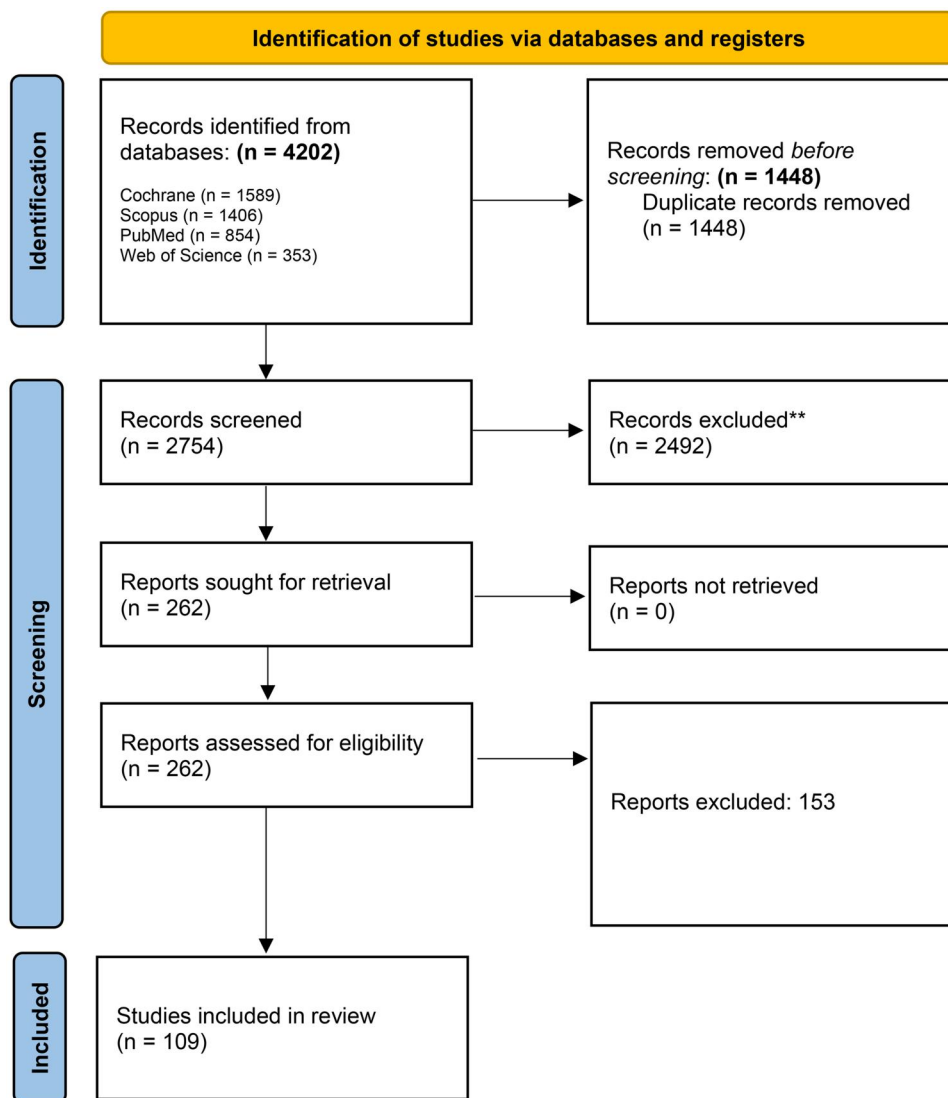 Identification of studies via databases and registers
Identification
Records identified from
databases: (n = 4202)
Cochrane (n = 1589)
Scopus (n = 1406)
PubMed (n = 854)
Web of Science (n = 353)
Records removed before
screening: (n = 1448)
Duplicate records removed
(n = 1448)
Screening
Records screened
(n = 2754)
Records excluded**
(n = 2492)
Reports sought for retrieval
(n = 262)
Reports not retrieved
(n = 0)
Reports assessed for eligibility
(n = 262)
Reports excluded: 153
Included
Studies included in review
(n = 109)